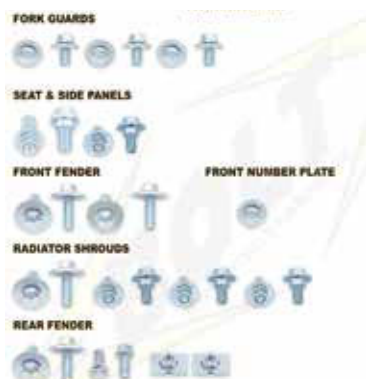 FORK GUARDS
SEAT & SIDE PANELS
FRONT FENDER FRONT NUMBER PLATE
RADIATOR SHROUDS
REAR FENDER